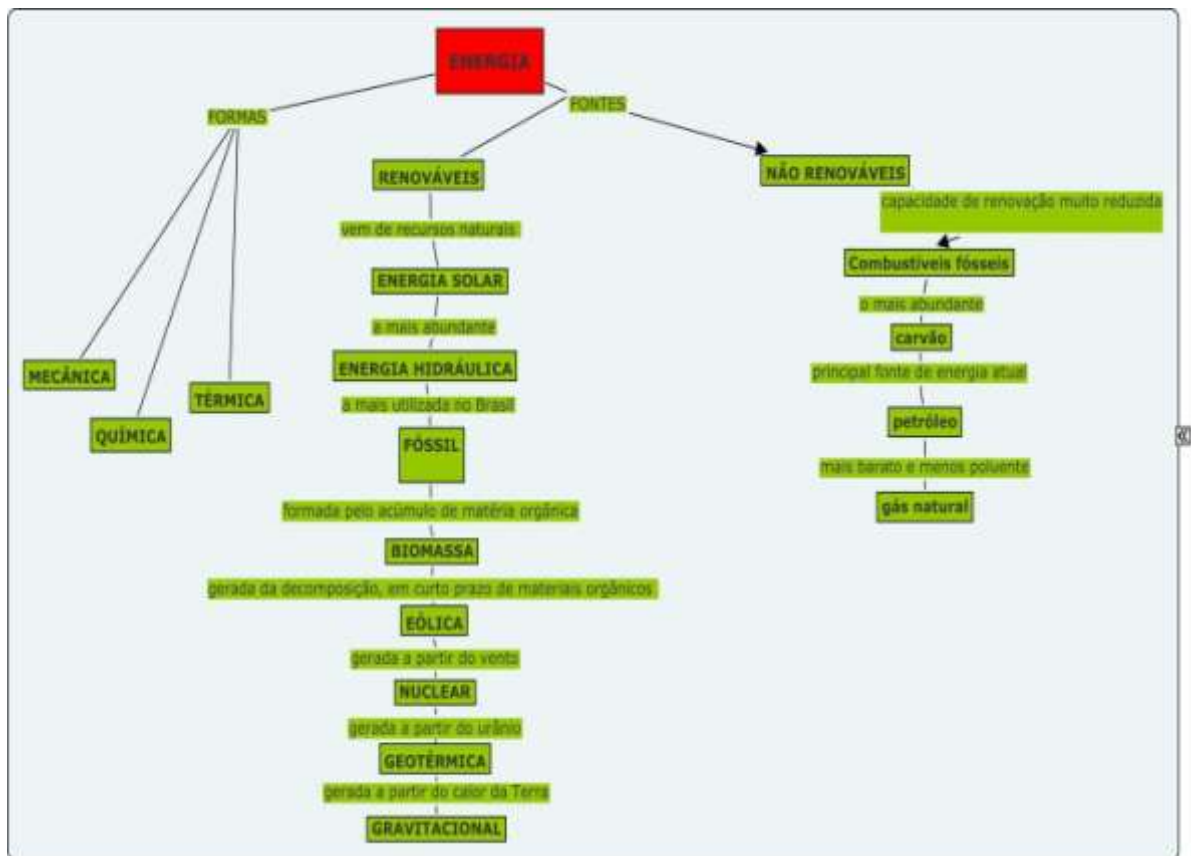 ENERGIA
FORMAS
FONTES
RENOVÁVEIS
NÃO RENOVÁVEIS
vem de recursos naturais
capacidade de renovação muito reduzida
ENERGIA SOLAR
Combustíveis fósseis
a mais abundante
o mais abundante
ENERGIA HIDRÁULICA
carvão
MECÂNICA
TÉRMICA
QUÍMICA
a mais utilizada no Brasil
principal fonte de energia atual
FÓSSIL
petróleo
formada pelo acúmulo de matéria orgânica
mais barato e menos poluente
BIOMASSA
gás natural
gerada da decomposição, em curto prazo de materiais orgânicos
EÓLICA
gerada a partir do vento
NUCLEAR
gerada a partir do urânio
GEOTÉRMICA
gerada a partir do calor da Terra
GRAVITACIONAL